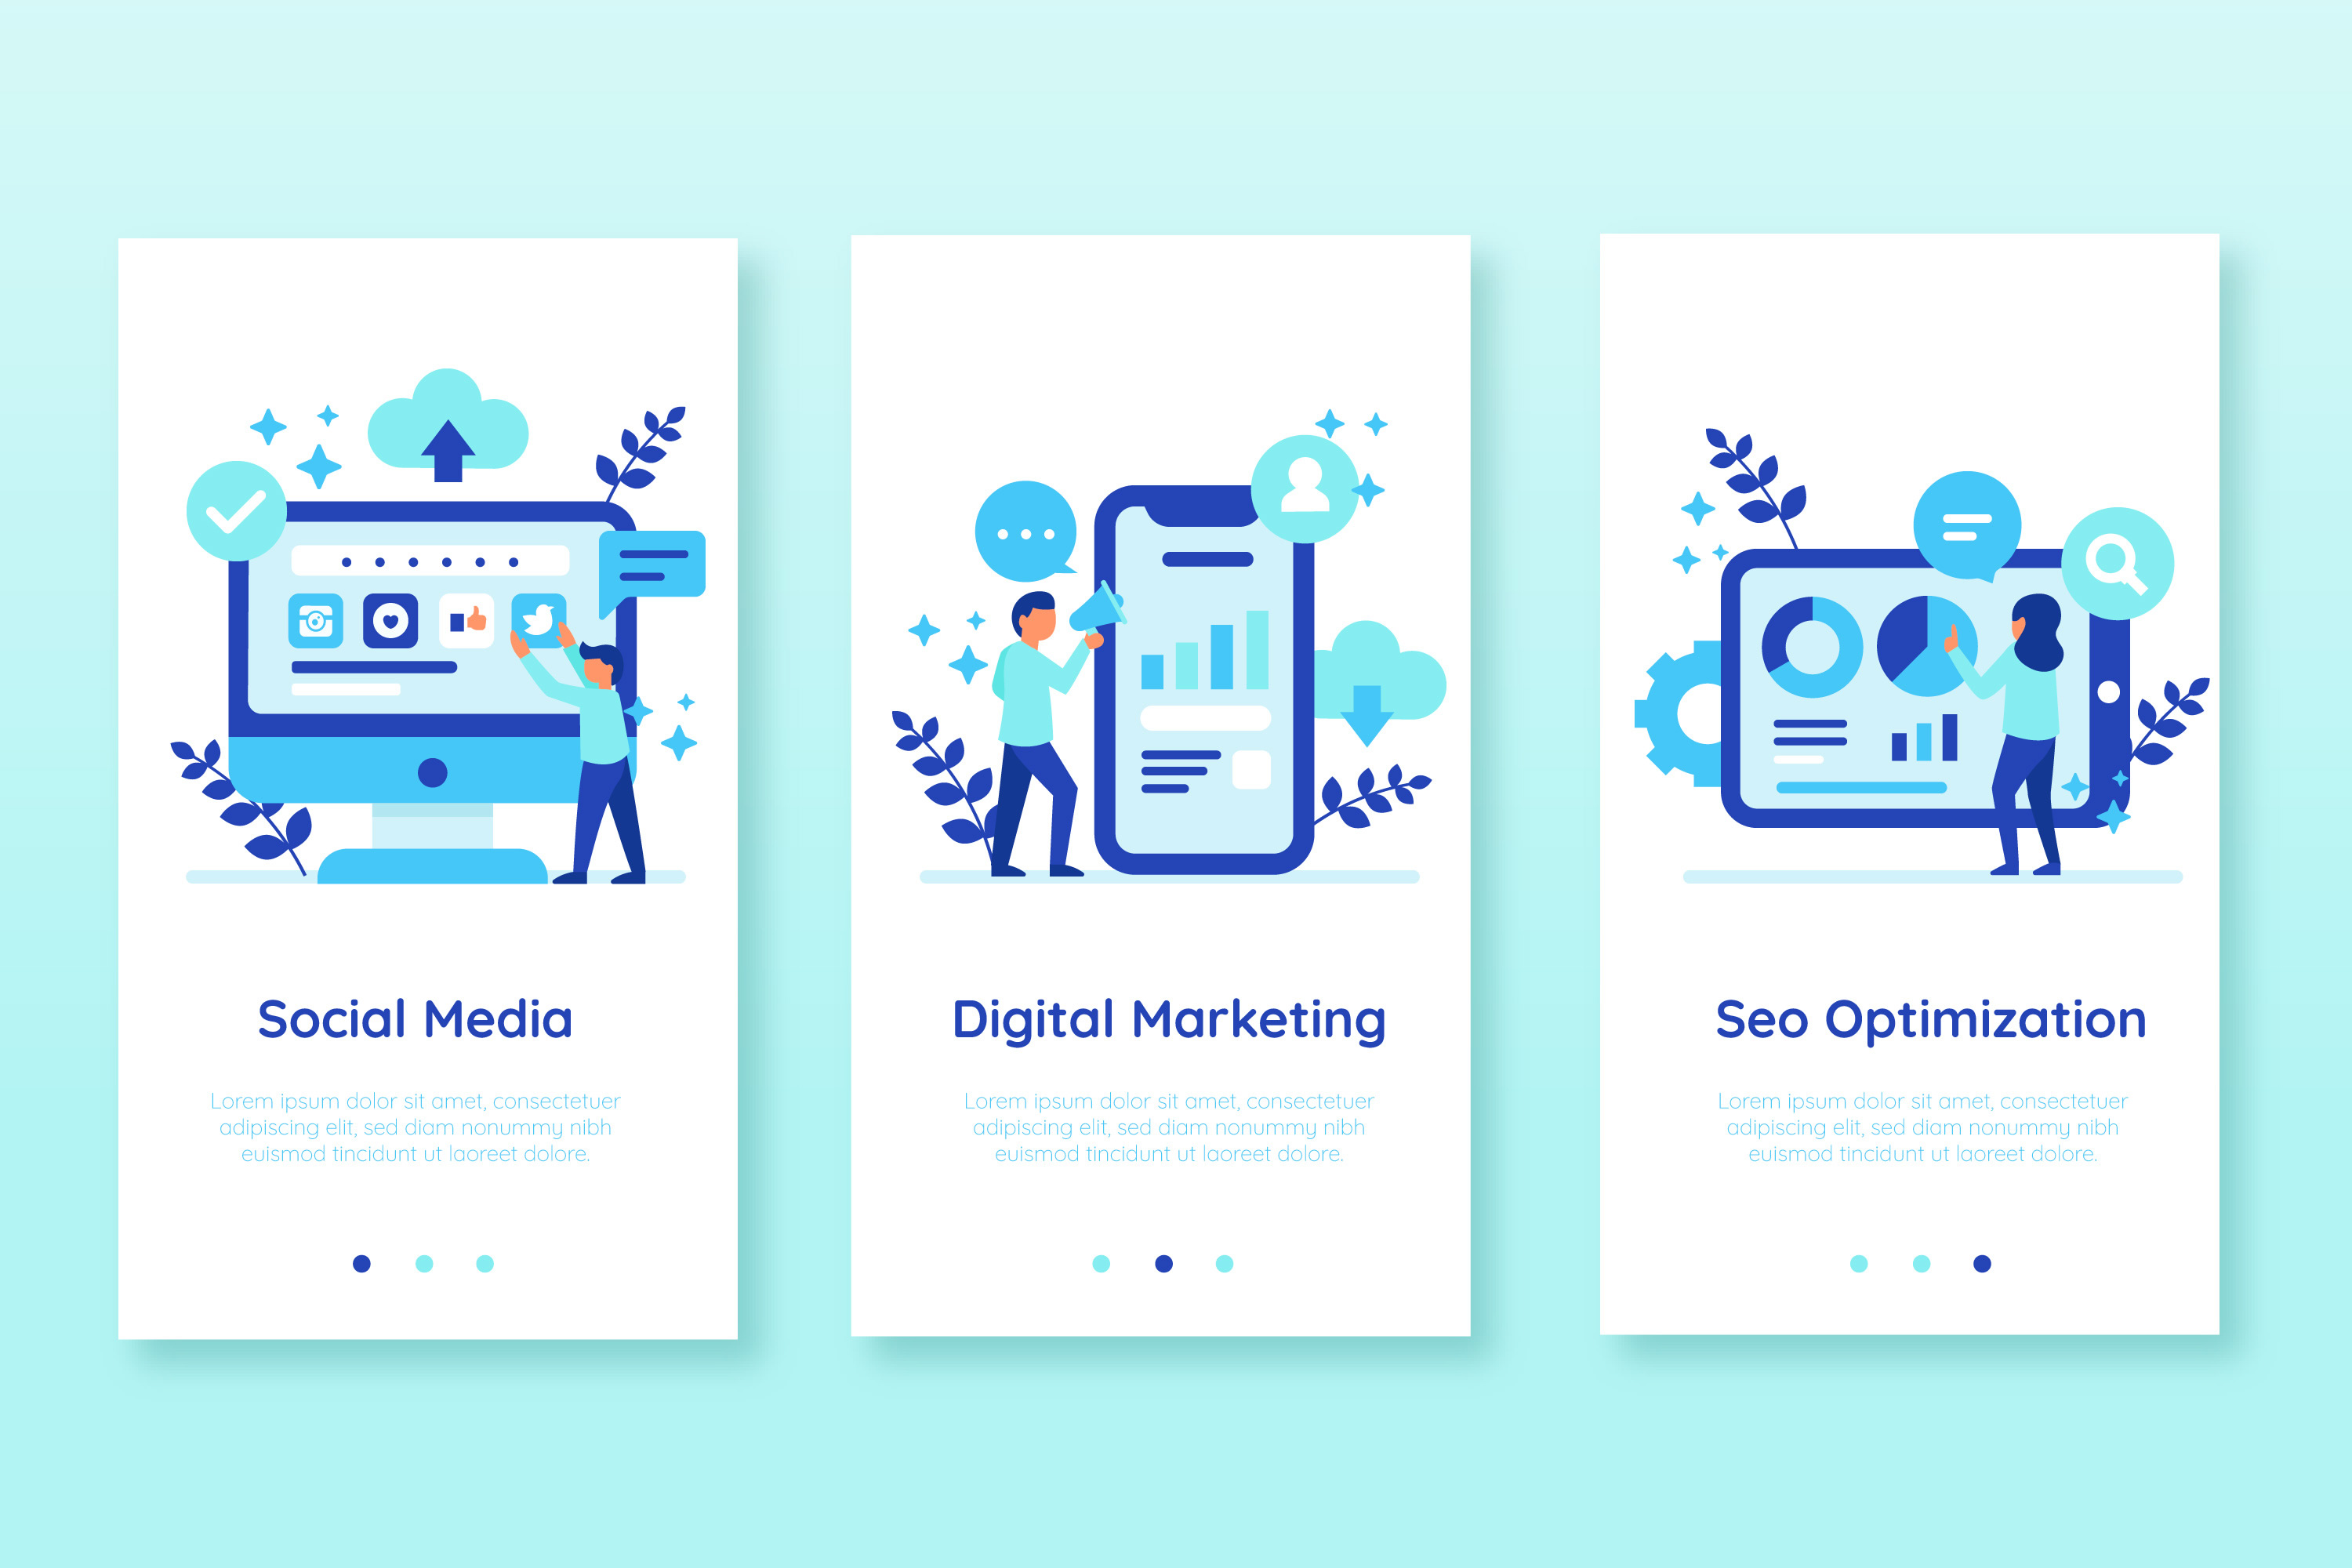 Social Media
Lorem ipsum dolor sit amet, consectetuer
adipiscing elit, sed diam nonummy nibh
euismod tincidunt ut laoreet dolore.
Digital Marketing
Lorem ipsum dolor sit amet, consectetuer
adipiscing elit, sed diam nonummy nibh
euismod tincidunt ut laoreet dolore.
Seo Optimization
Lorem ipsum dolor sit amet, consectetuer
adipiscing elit, sed diam nonummy nibh
euismod tincidunt ut laoreet dolore.